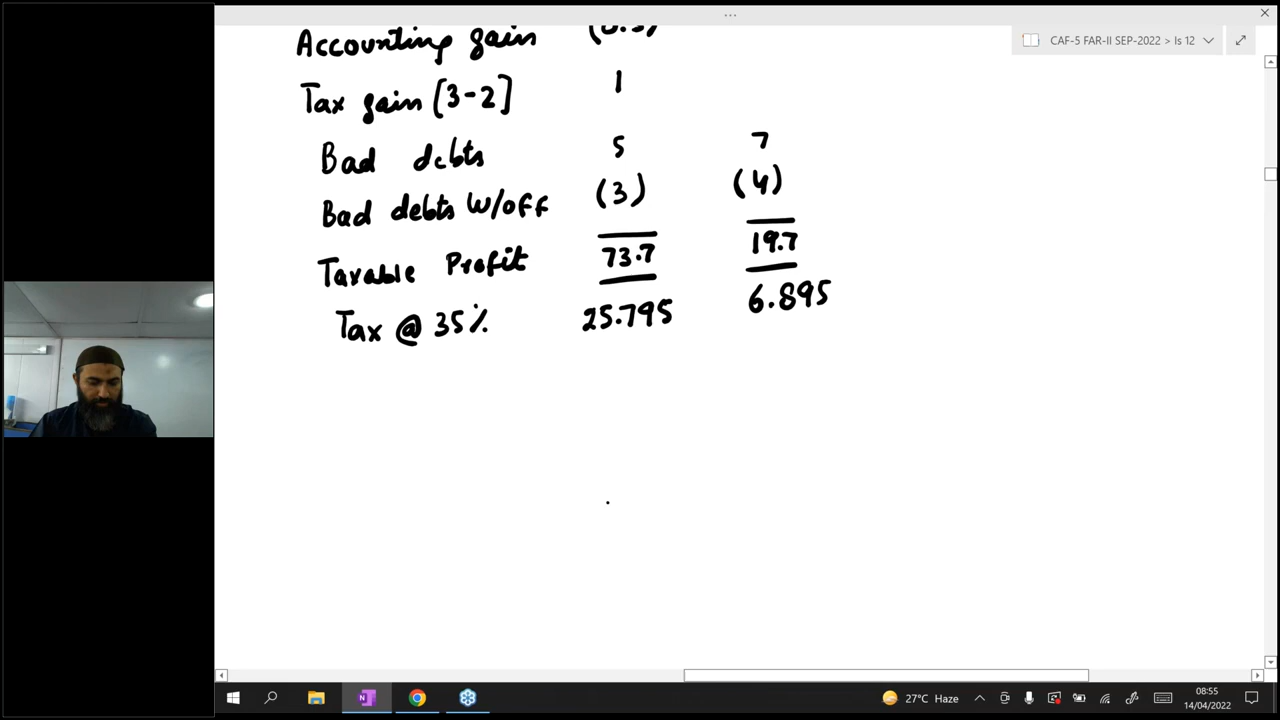 CAF-5 FAR-II SEP-2022 > Is 12
Accounting gain
Tax gain [3-2] 1
Bad debts 5 7
Bad debts W/off (3) (4)
Taxable Profit 73.7 19.7
Tax @ 35% 25.795 6.895
27°C Haze
08:55
14/04/2022